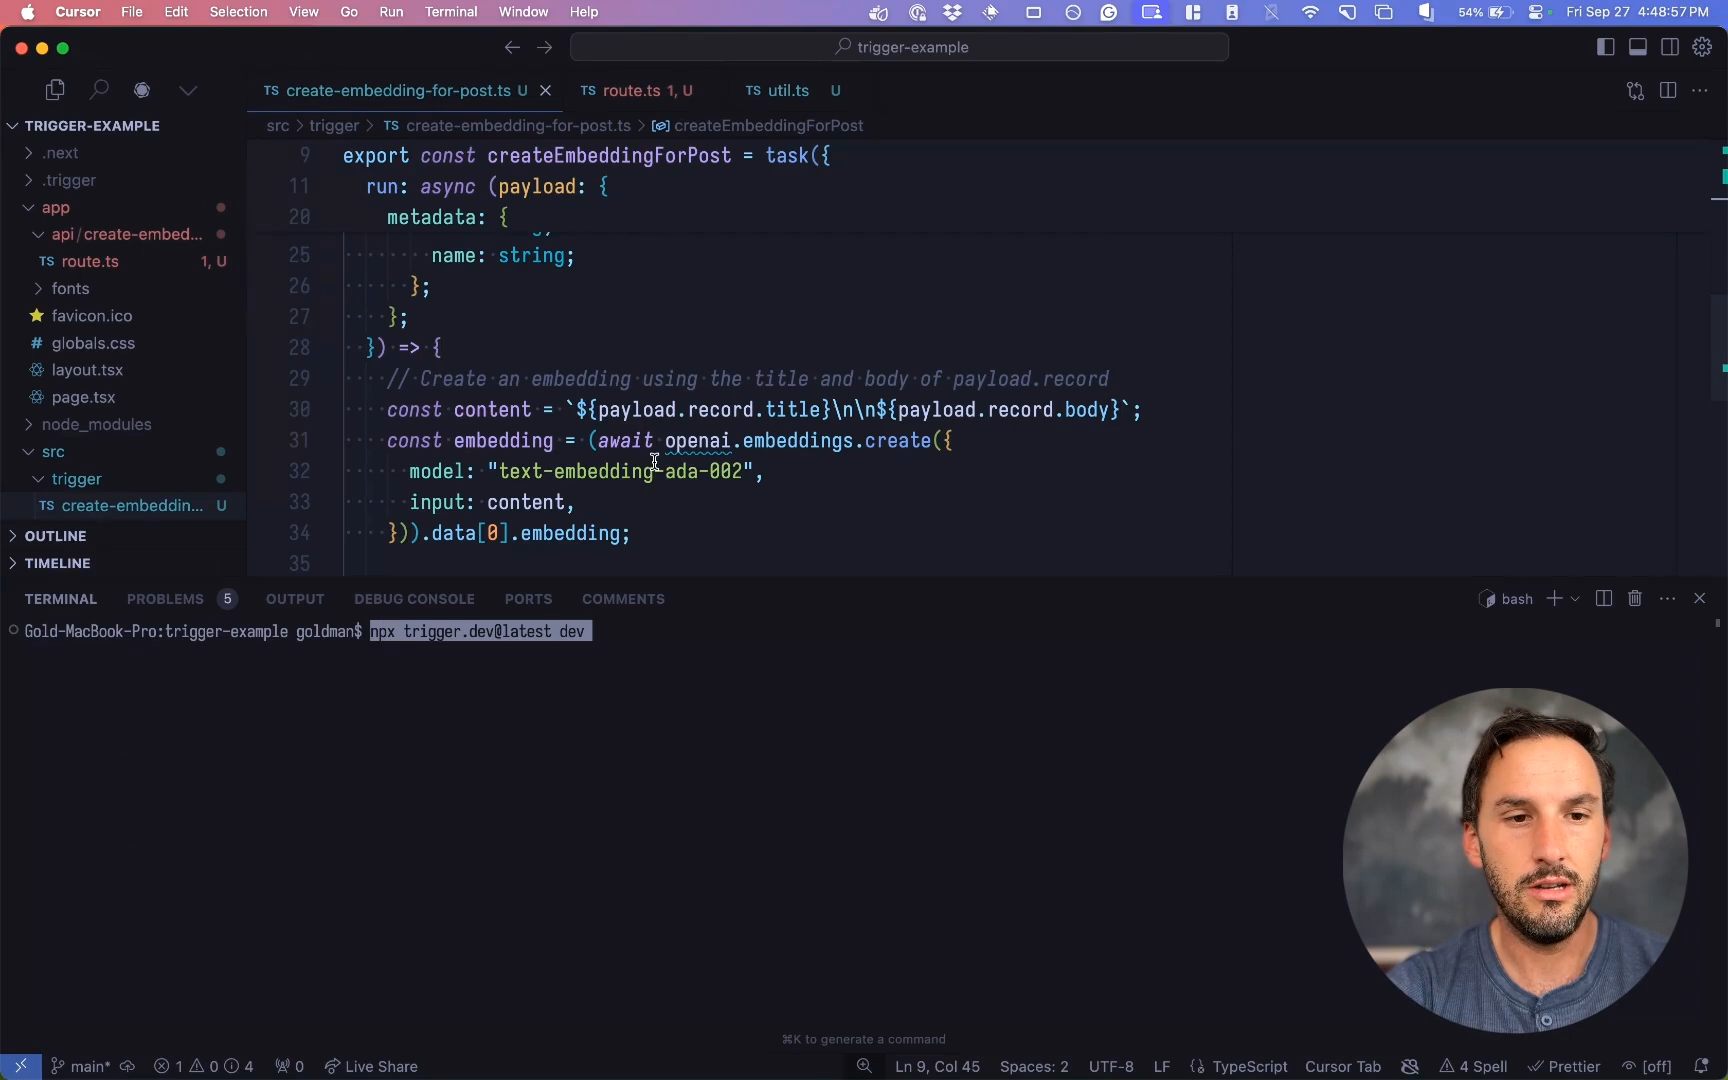 Cursor File Edit Selection View Go Run Terminal Window Help 54% Fri Sep 27 4:48:57 PM
trigger-example
TS create-embedding-for-post.ts U TS route.ts 1, U TS util.ts U
TRIGGER-EXAMPLE
.next
.trigger
app
api/create-embed...
TS route.ts 1, U
fonts
favicon.ico
# globals.css
layout.tsx
page.tsx
node_modules
src
trigger
TS create-embeddin... U
OUTLINE
TIMELINE
src > trigger > TS create-embedding-for-post.ts > createEmbeddingForPost
9 export const createEmbeddingForPost = task({
11 run: async (payload: {
20 metadata: {
25 name: string;
26 };
27 };
28 }) => {
29 // Create an embedding using the title and body of payload.record
30 const content = `${payload.record.title}\n\n${payload.record.body}`;
31 const embedding = (await openai.embeddings.create({
32 model: "text-embedding-ada-002",
33 input: content,
34 })).data[0].embedding;
35
TERMINAL PROBLEMS 5 OUTPUT DEBUG CONSOLE PORTS COMMENTS bash
Gold-MacBook-Pro:trigger-example goldman$ npx trigger.dev@latest dev
⌘K to generate a command
main* 1 0 4 0 Live Share Ln 9, Col 45 Spaces: 2 UTF-8 LF {} TypeScript Cursor Tab 4 Spell Prettier [off]